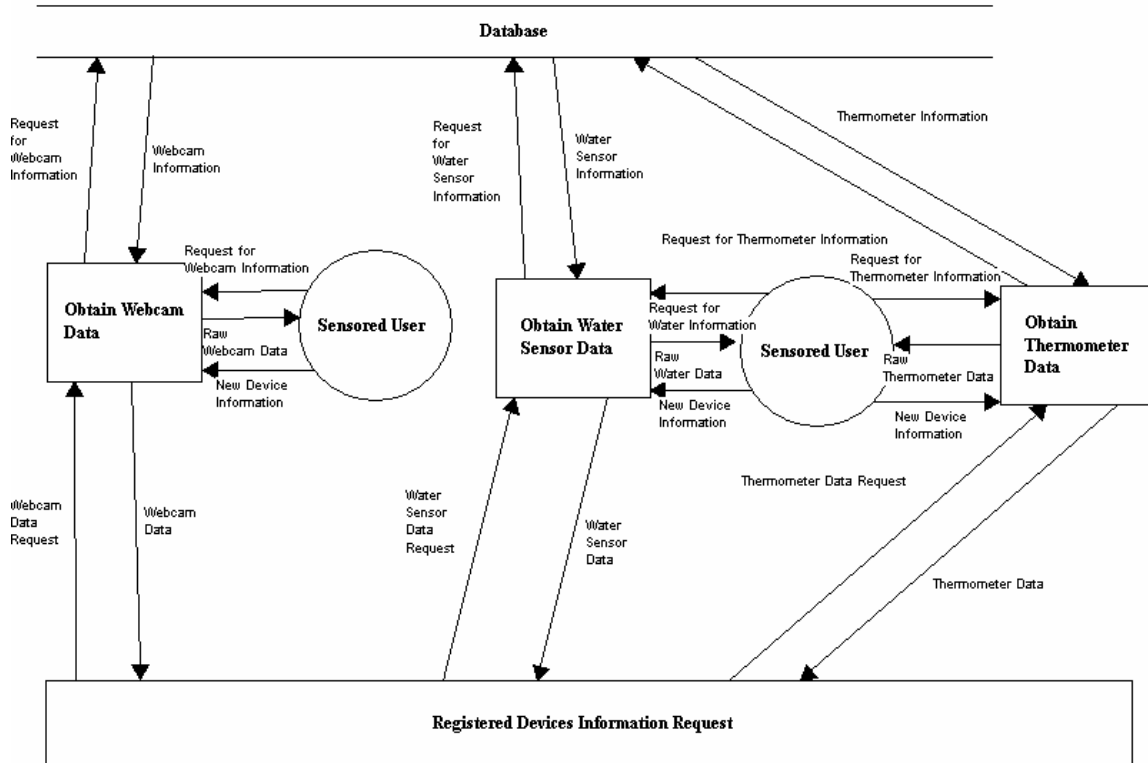 Database
Request
for
Webcam
Information
Webcam
Information
Request
for
Water
Sensor
Information
Water
Sensor
Information
Thermometer Information
Request for Thermometer Information
Request for
Webcam Information
Obtain Webcam
Data
Raw
Webcam Data
New Device
Information
Sensored User
Obtain Water
Sensor Data
Request for
Water Information
Raw
Water Data
New Device
Information
Sensored User
Request for
Thermometer Information
Raw
Thermometer Data
New Device
Information
Obtain
Thermometer
Data
Webcam
Data
Request
Webcam
Data
Water
Sensor
Data
Request
Water
Sensor
Data
Thermometer Data Request
Thermometer Data
Registered Devices Information Request